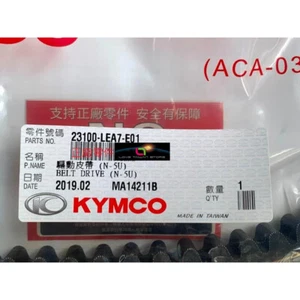 (ACA-03
支持正廠零件 安全有保障
零件號碼
PARTS NO.
23100-LEA7-E01
名稱
P.NAME
驅動皮帶 (N-5U)
BELT DRIVE (N-5U)
日期
DATE
2019.02 MA14211B
數量
Q'TY
1
KYMCO
MADE IN TAIWAN